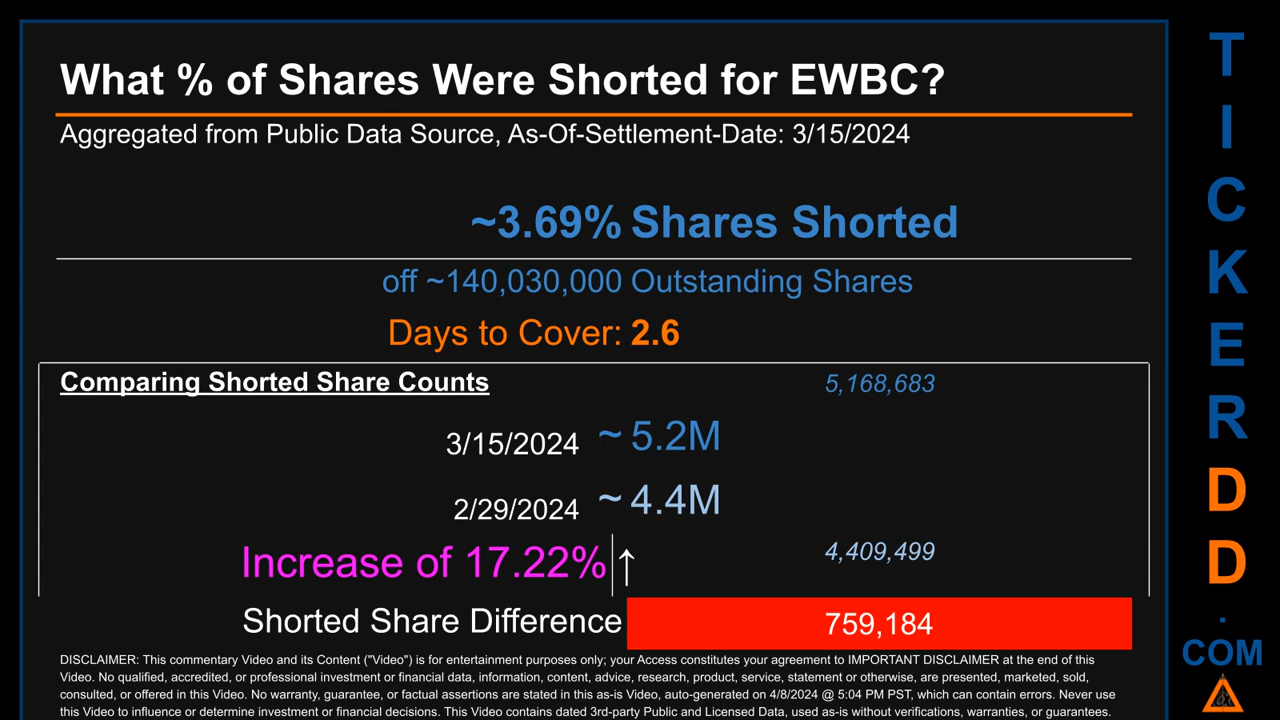 What % of Shares Were Shorted for EWBC?
Aggregated from Public Data Source, As-Of-Settlement-Date: 3/15/2024
~3.69% Shares Shorted
off ~140,030,000 Outstanding Shares
Days to Cover: 2.6
Comparing Shorted Share Counts 5,168,683
3/15/2024 ~ 5.2M
2/29/2024 ~ 4.4M
Increase of 17.22% ↑ 4,409,499
Shorted Share Difference 759,184
DISCLAIMER: This commentary Video and its Content ("Video") is for entertainment purposes only; your Access constitutes your agreement to IMPORTANT DISCLAIMER at the end of this
Video. No qualified, accredited, or professional investment or financial data, information, content, advice, research, product, service, statement or otherwise, are presented, marketed, sold,
consulted, or offered in this Video. No warranty, guarantee, or factual assertions are stated in this as-is Video, auto-generated on 4/8/2024 @ 5:04 PM PST, which can contain errors. Never use
this Video to influence or determine investment or financial decisions. This Video contains dated 3rd-party Public and Licensed Data, used as-is without verifications, warranties, or guarantees.
T
I
C
K
E
R
D
D
.
COM